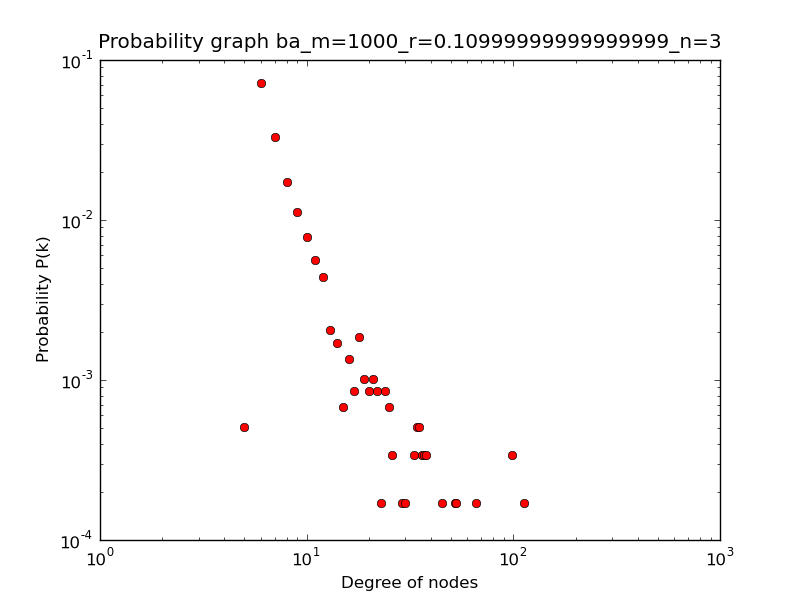 Probability graph ba_m=1000_r=0.10999999999999999_n=3
10^-1
10^-2
10^-3
10^-4
Probability P(k)
10^0 10^1 10^2 10^3
Degree of nodes